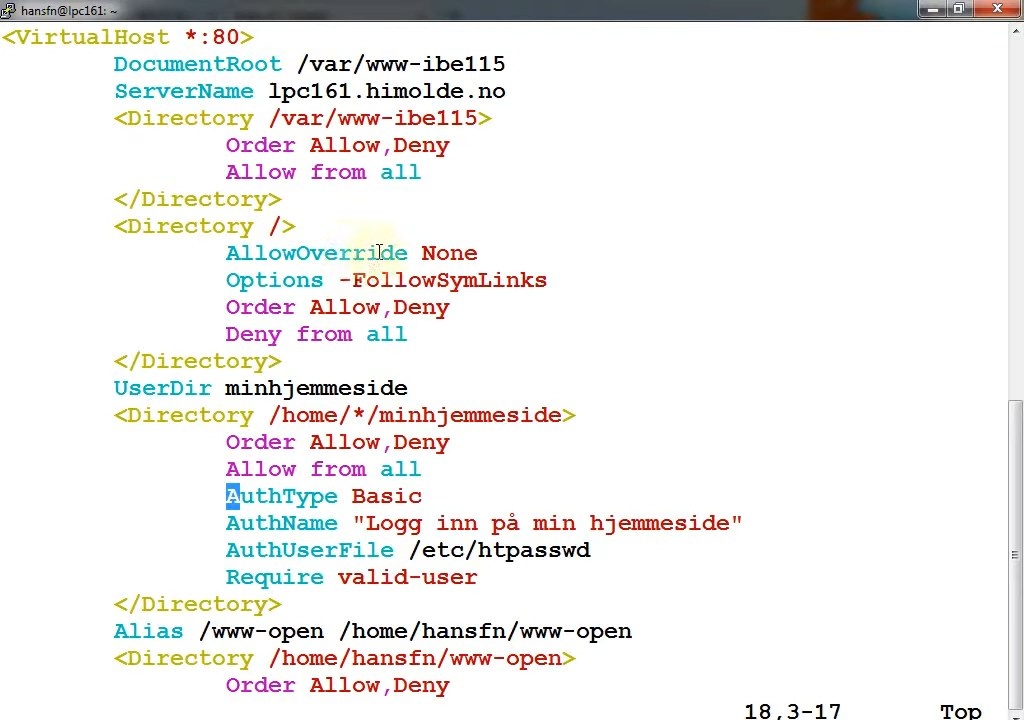 hansfn@lpc161: ~
<VirtualHost *:80>
DocumentRoot /var/www-ibe115
ServerName lpc161.himolde.no
<Directory /var/www-ibe115>
Order Allow,Deny
Allow from all
</Directory>
<Directory />
AllowOverride None
Options -FollowSymLinks
Order Allow,Deny
Deny from all
</Directory>
UserDir minhjemmeside
<Directory /home/*/minhjemmeside>
Order Allow,Deny
Allow from all
AuthType Basic
AuthName "Logg inn på min hjemmeside"
AuthUserFile /etc/htpasswd
Require valid-user
</Directory>
Alias /www-open /home/hansfn/www-open
<Directory /home/hansfn/www-open>
Order Allow,Deny
18,3-17 Top